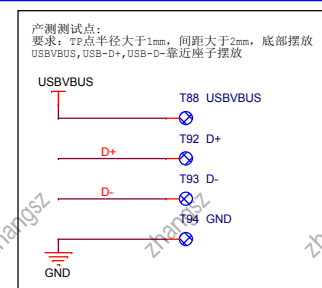 产测测试点:
要求: TP点半径大于1mm, 间距大于2mm, 底部摆放
USBVBUS,USB-D+,USB-D-靠近座子摆放
USBVBUS
T88 USBVBUS
T92 D+
D+
T93 D-
D-
T94 GND
GND
zhangsz